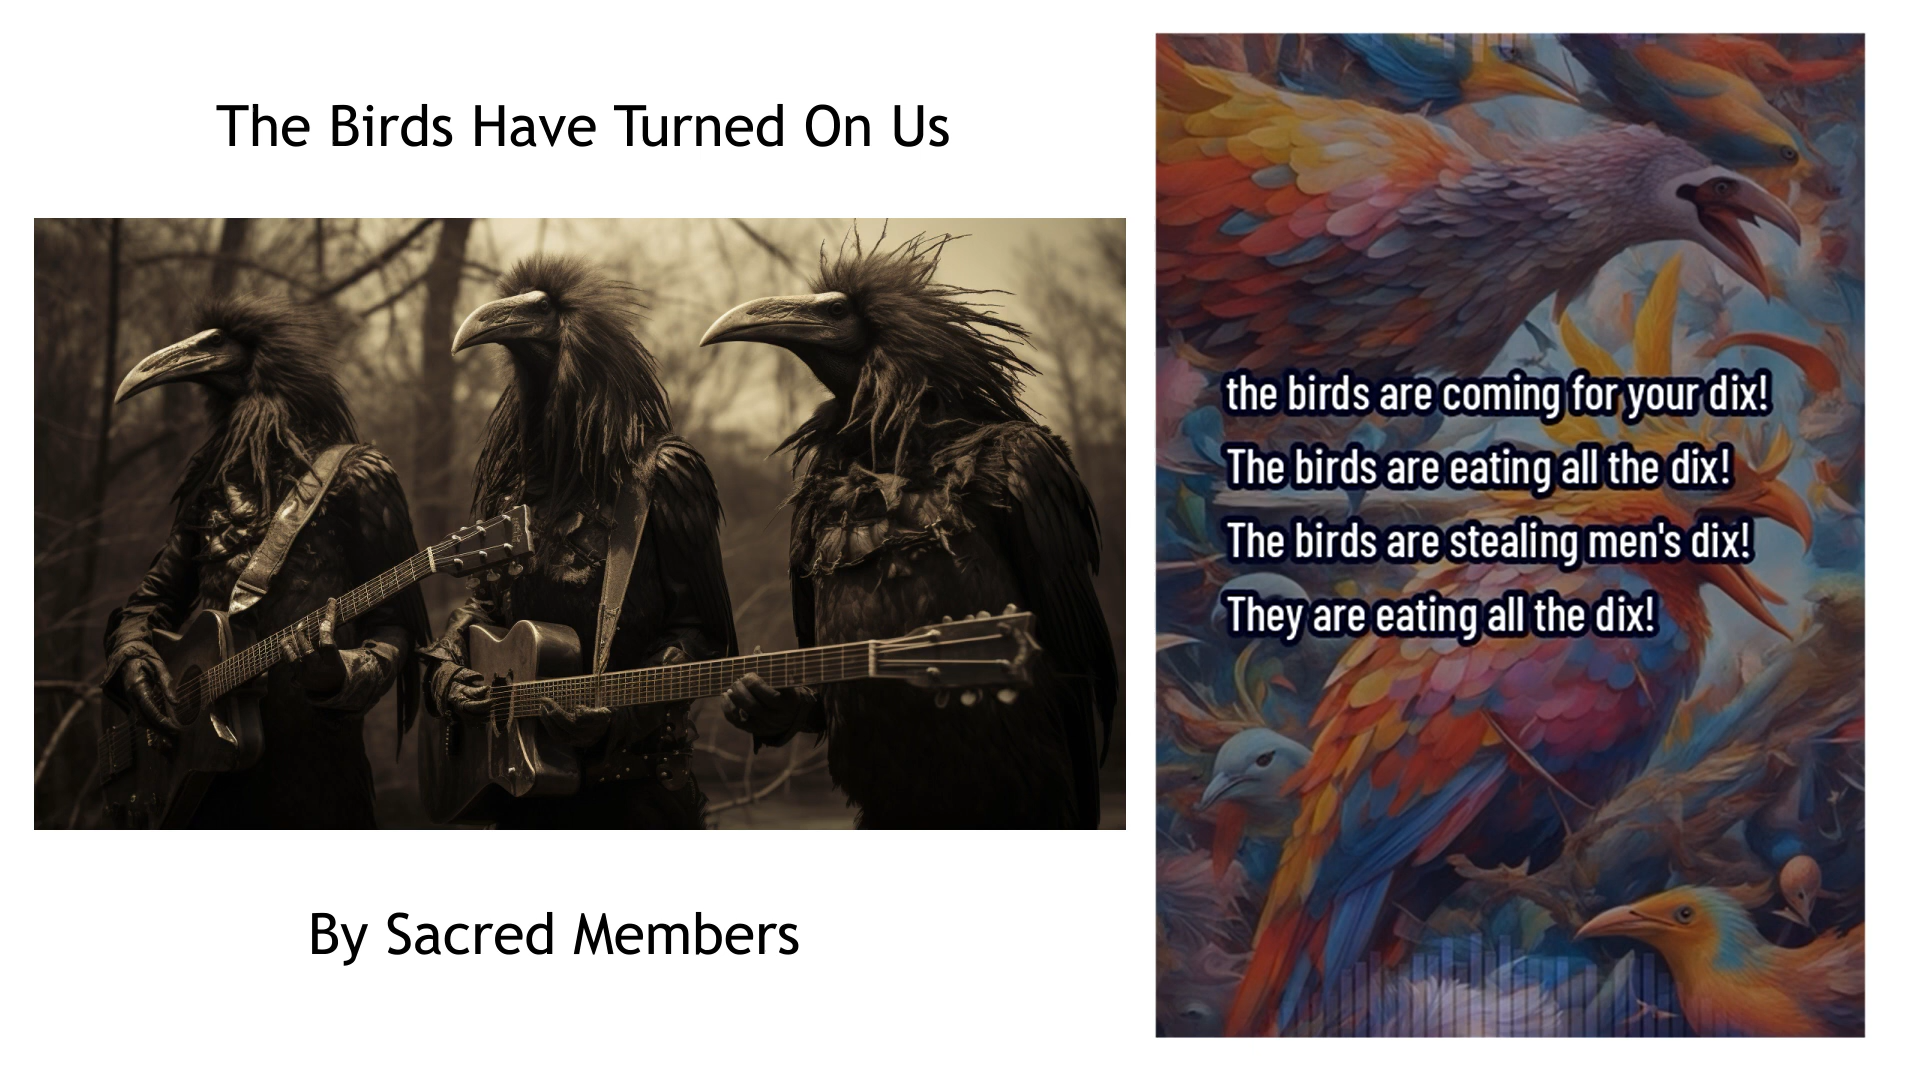 The Birds Have Turned On Us
By Sacred Members
the birds are coming for your dix!
The birds are eating all the dix!
The birds are stealing men's dix!
They are eating all the dix!